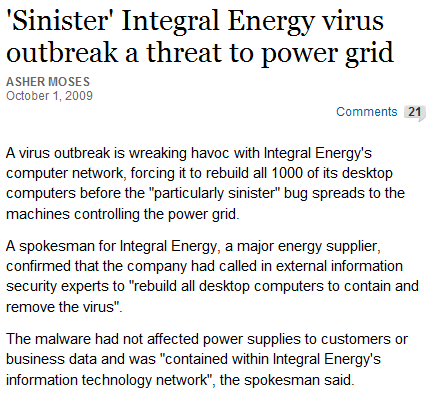 'Sinister' Integral Energy virus
outbreak a threat to power grid
ASHER MOSES
October 1, 2009
Comments 21
A virus outbreak is wreaking havoc with Integral Energy's
computer network, forcing it to rebuild all 1000 of its desktop
computers before the "particularly sinister" bug spreads to the
machines controlling the power grid.
A spokesman for Integral Energy, a major energy supplier,
confirmed that the company had called in external information
security experts to "rebuild all desktop computers to contain and
remove the virus".
The malware had not affected power supplies to customers or
business data and was "contained within Integral Energy's
information technology network", the spokesman said.